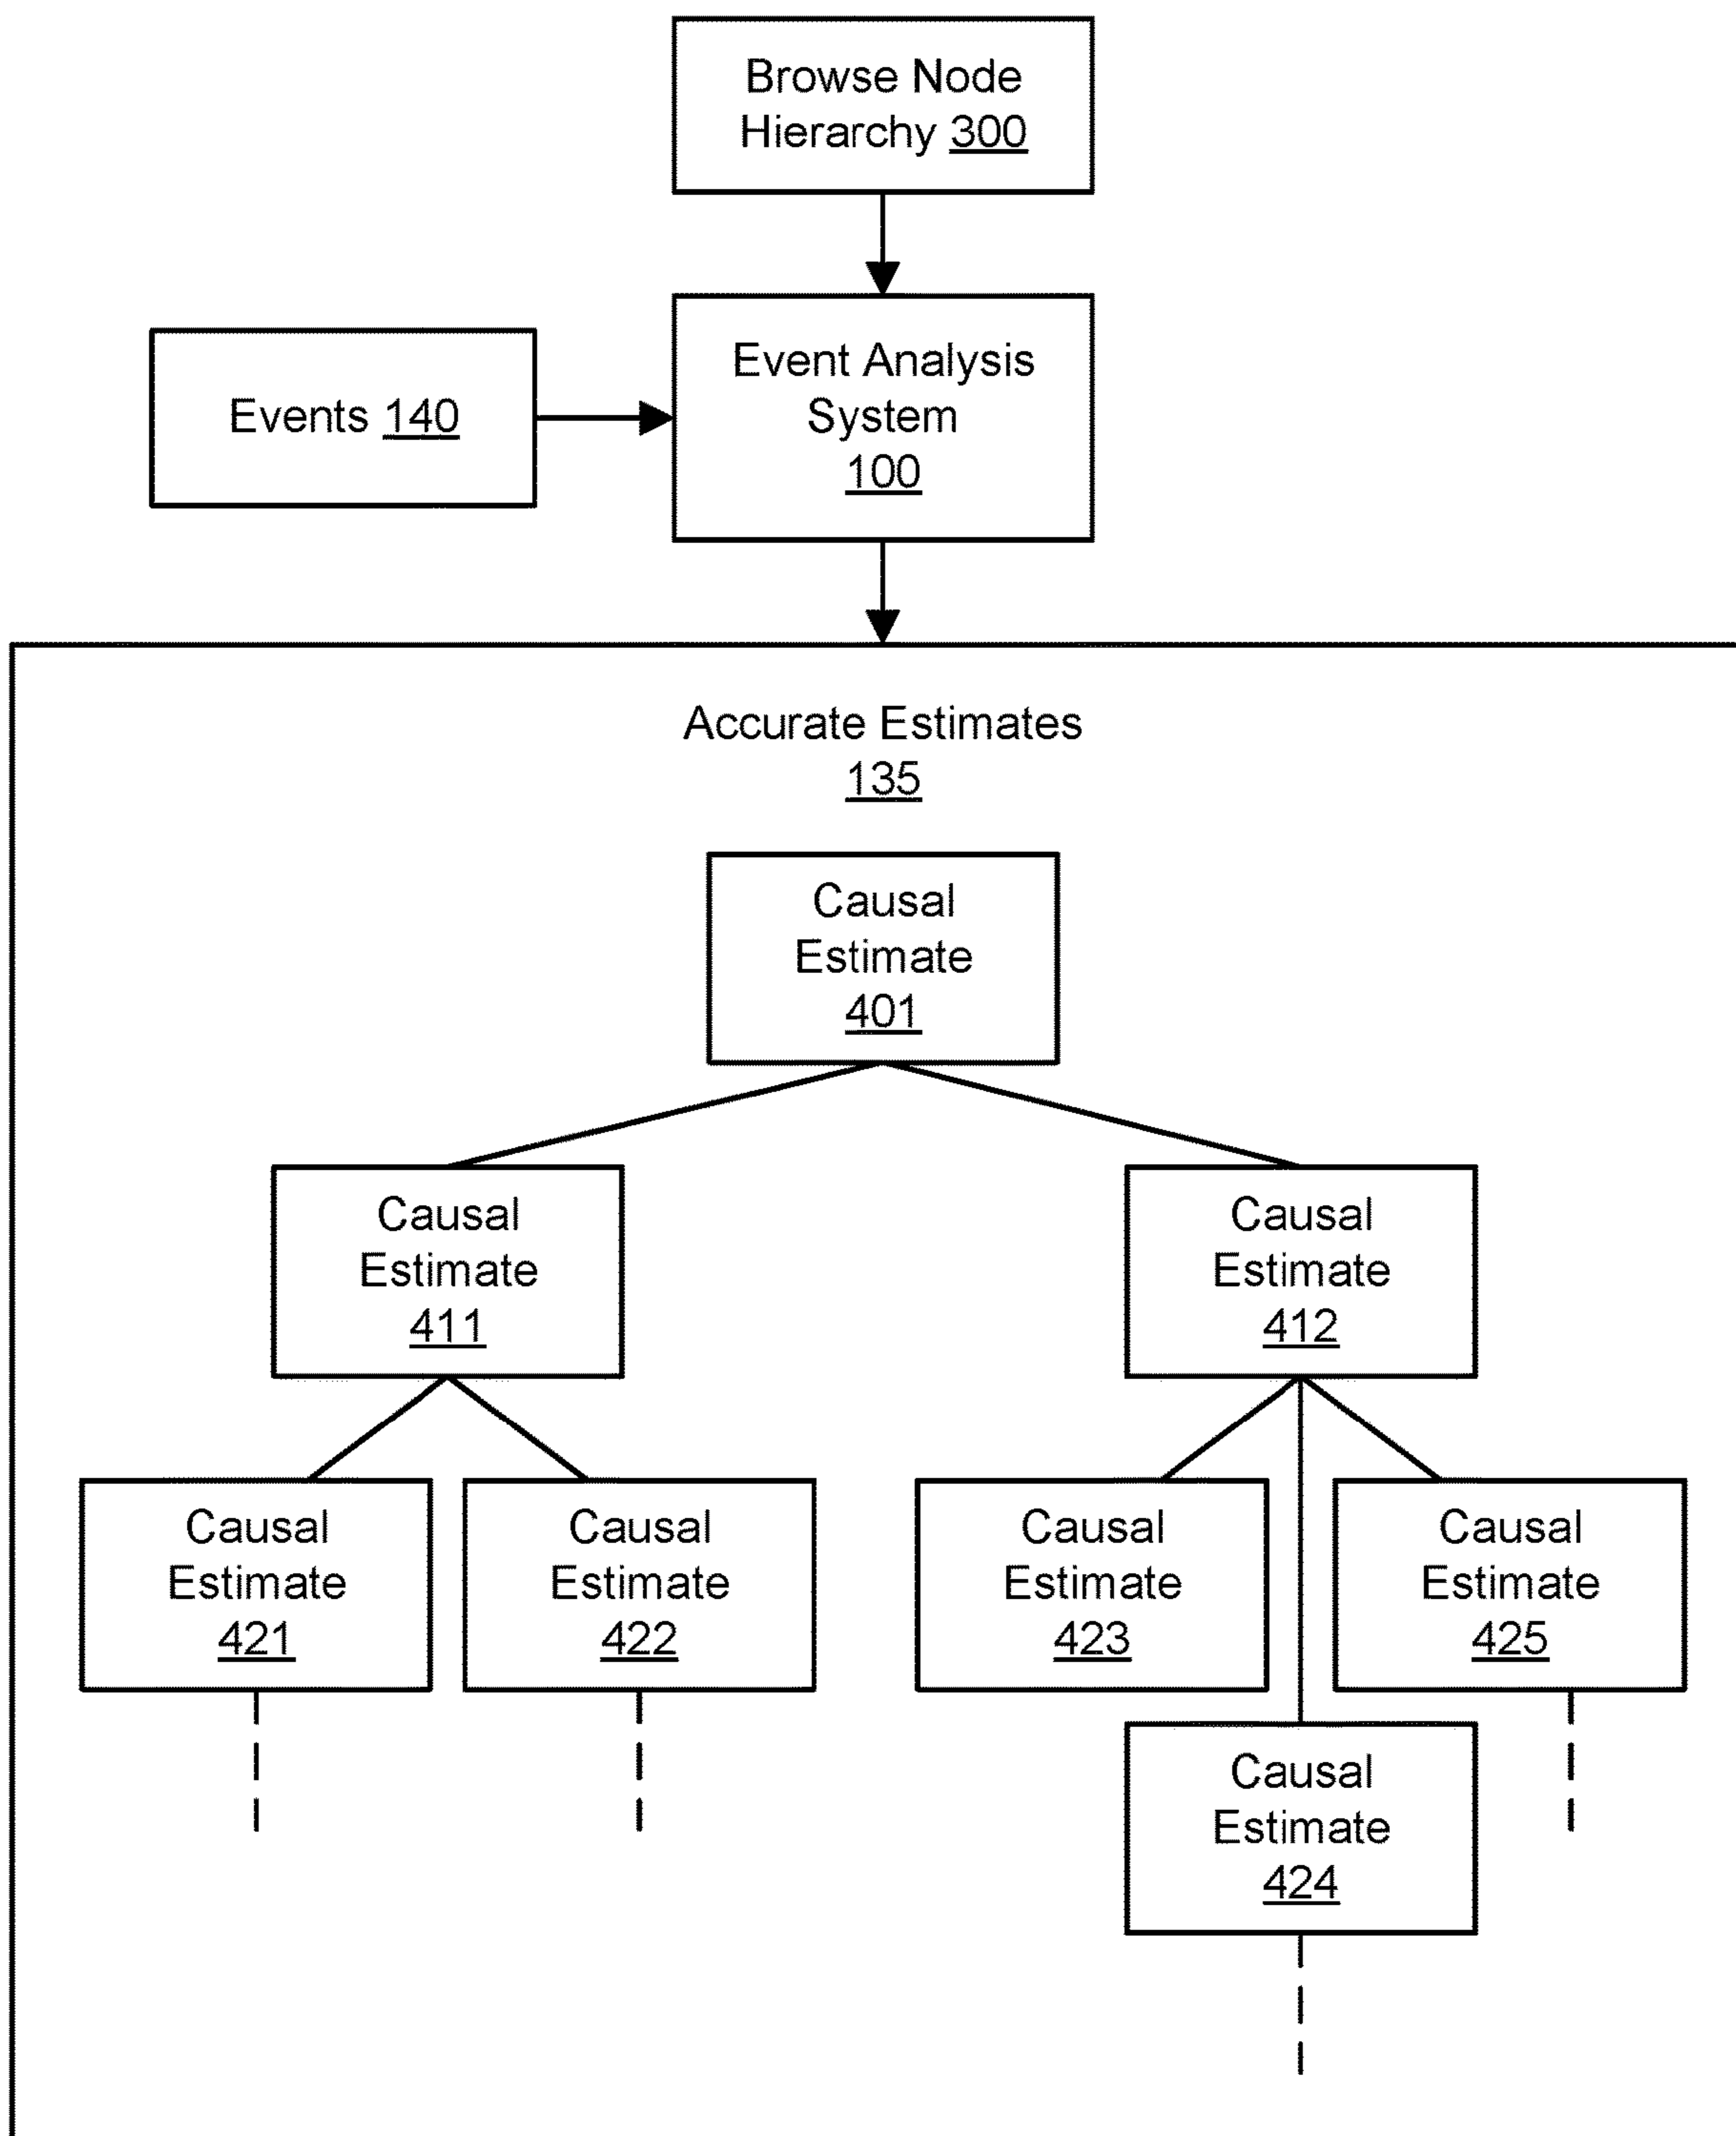 Browse Node
Hierarchy 300
Event Analysis
System
100
Events 140
Accurate Estimates
135
Causal
Estimate
401
Causal
Estimate
411
Causal
Estimate
412
Causal
Estimate
421
Causal
Estimate
422
Causal
Estimate
423
Causal
Estimate
425
Causal
Estimate
424